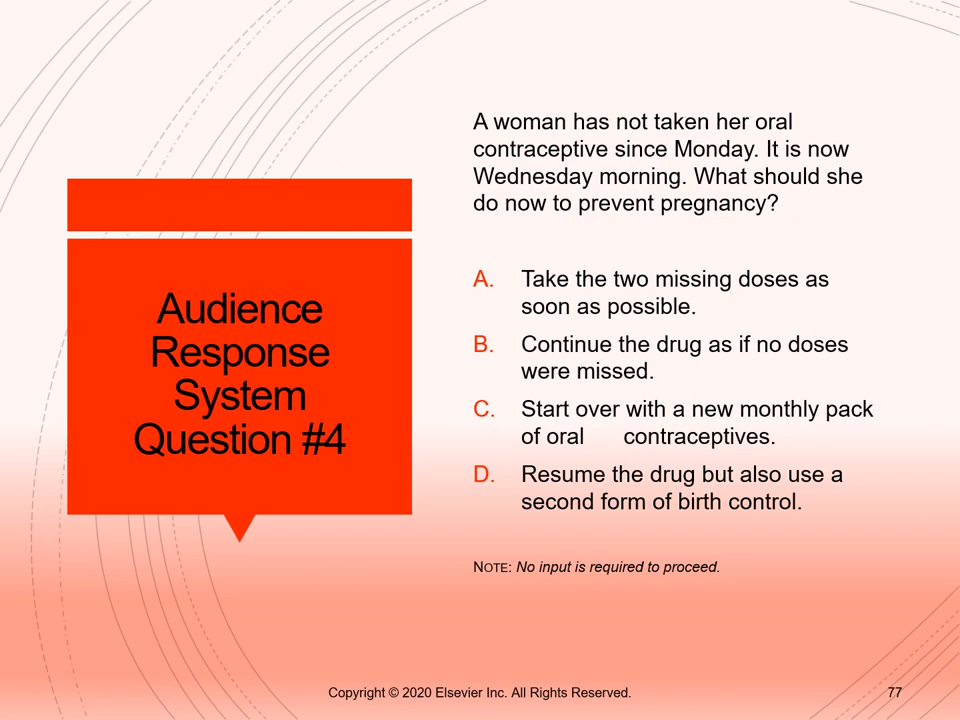 Audience
Response
System
Question #4
A woman has not taken her oral
contraceptive since Monday. It is now
Wednesday morning. What should she
do now to prevent pregnancy?
A. Take the two missing doses as
soon as possible.
B. Continue the drug as if no doses
were missed.
C. Start over with a new monthly pack
of oral contraceptives.
D. Resume the drug but also use a
second form of birth control.
NOTE: No input is required to proceed.
Copyright © 2020 Elsevier Inc. All Rights Reserved.
77